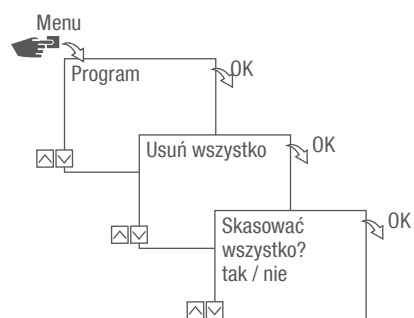 Menu
OK
Program
Usuń wszystko
OK
Skasować
wszystko?
tak / nie
OK